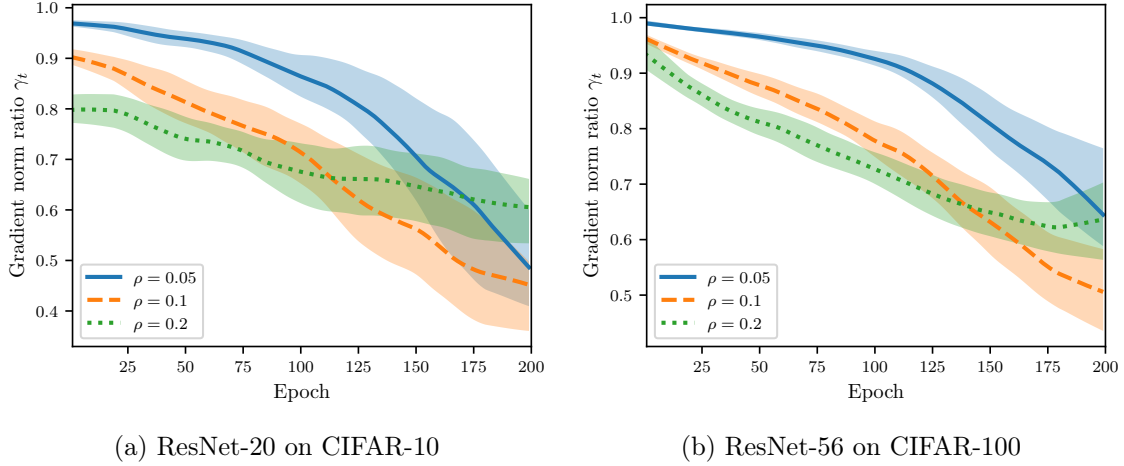 Gradient norm ratio γ_t
1.0
0.9
0.8
0.7
0.6
0.5
0.4
ρ = 0.05
ρ = 0.1
ρ = 0.2
25 50 75 100 125 150 175 200
Epoch
(a) ResNet-20 on CIFAR-10
Gradient norm ratio γ_t
1.0
0.9
0.8
0.7
0.6
0.5
ρ = 0.05
ρ = 0.1
ρ = 0.2
25 50 75 100 125 150 175 200
Epoch
(b) ResNet-56 on CIFAR-100